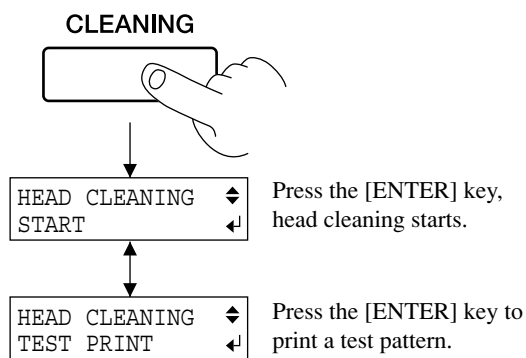 CLEANING
HEAD CLEANING
START
Press the [ENTER] key,
head cleaning starts.
HEAD CLEANING
TEST PRINT
Press the [ENTER] key to
print a test pattern.